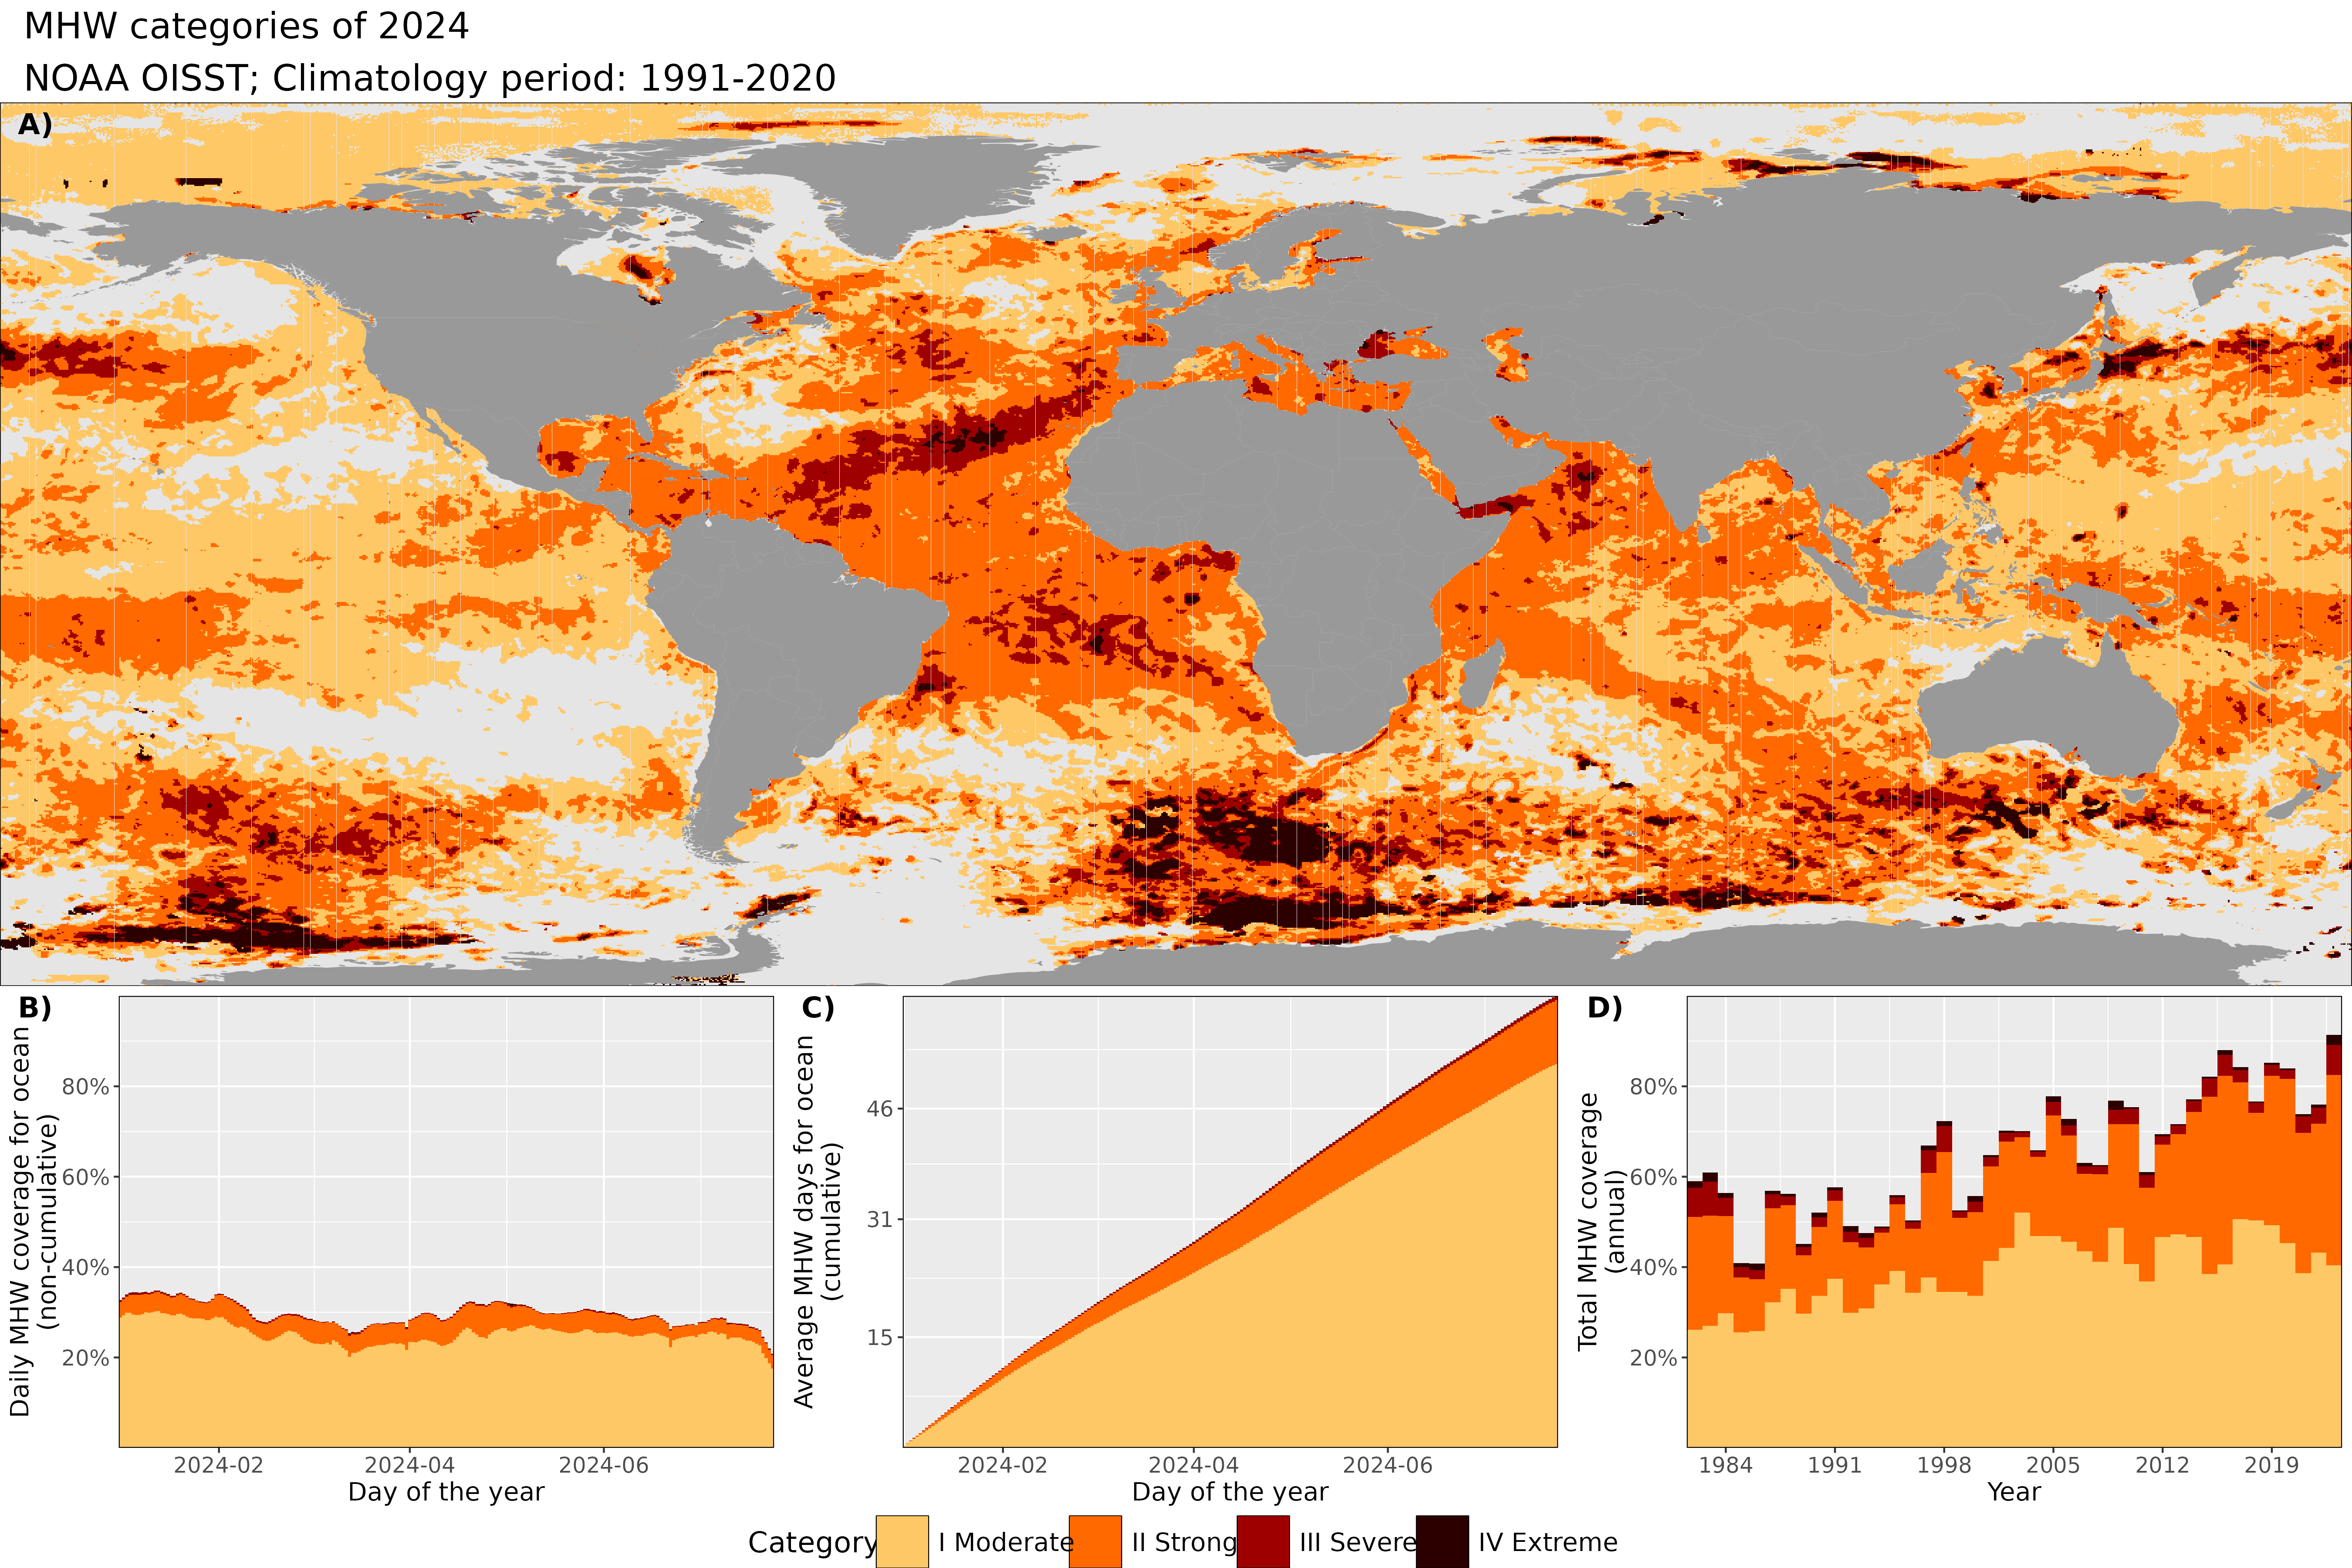 MHW categories of 2024
NOAA OISST; Climatology period: 1991-2020
A)
B)
Daily MHW coverage for ocean
(non-cumulative)
80%
60%
40%
20%
2024-02 2024-04 2024-06
Day of the year
C)
Average MHW days for ocean
(cumulative)
46
31
15
2024-02 2024-04 2024-06
Day of the year
D)
Total MHW coverage
(annual)
80%
60%
40%
20%
1984 1991 1998 2005 2012 2019
Year
Category I Moderate II Strong III Severe IV Extreme